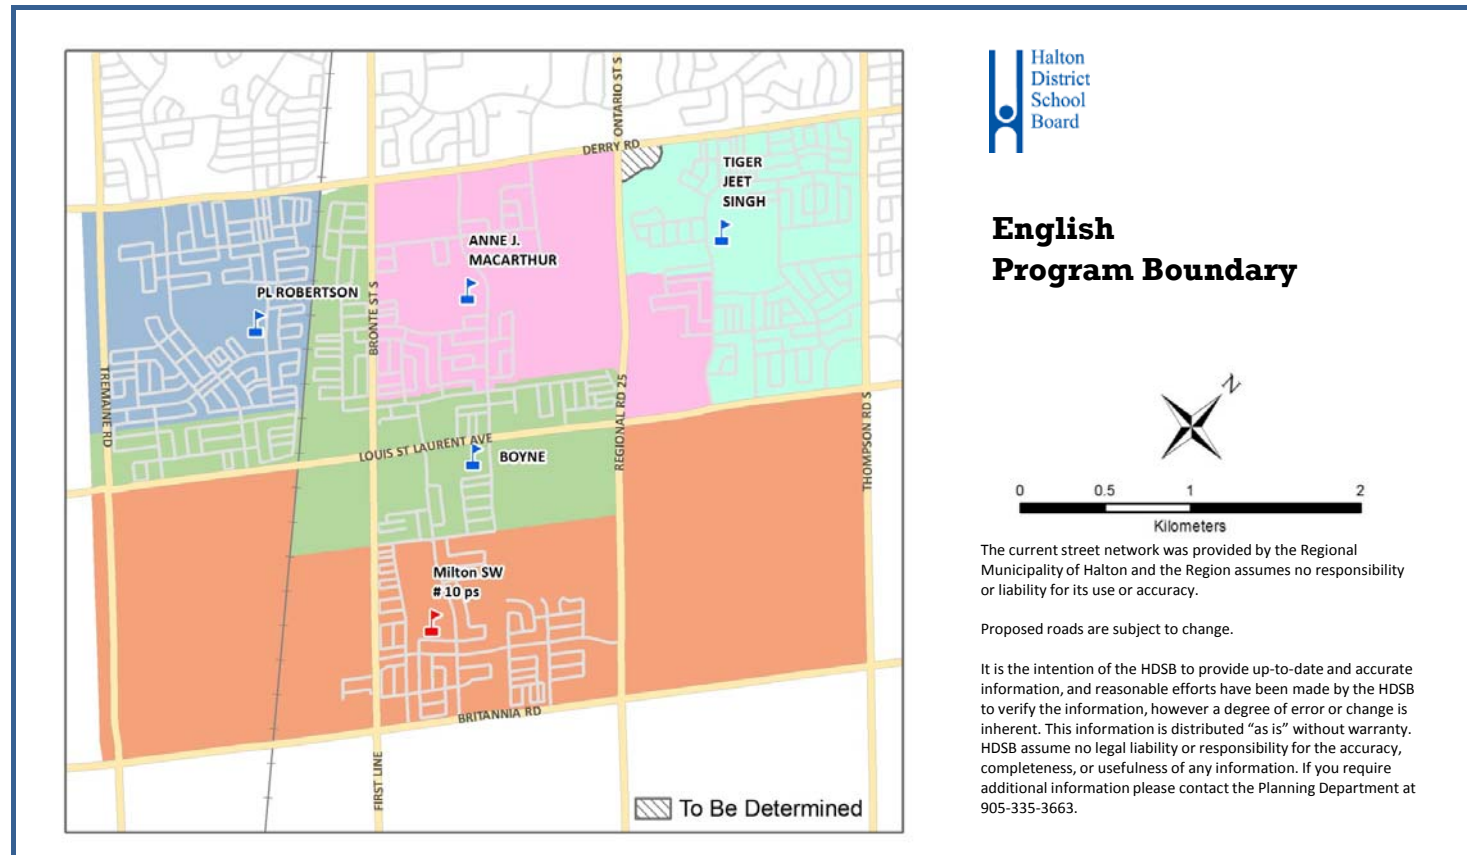 Halton
District
School
Board
English
Program Boundary
ONTARIO ST S
DERRY RD
TIGER
JEET
SINGH
ANNE J.
MACARTHUR
PL ROBERTSON
BRONTE ST S
TREMAINE RD
REGIONAL RD 25
THOMPSON RD S
LOUIS ST LAURENT AVE
BOYNE
Milton SW
# 10 ps
BRITANNIA RD
FIRST LINE
To Be Determined
N
0 0.5 1 2
Kilometers
The current street network was provided by the Regional
Municipality of Halton and the Region assumes no responsibility
or liability for its use or accuracy.
Proposed roads are subject to change.
It is the intention of the HDSB to provide up-to-date and accurate
information, and reasonable efforts have been made by the HDSB
to verify the information, however a degree of error or change is
inherent. This information is distributed “as is” without warranty.
HDSB assume no legal liability or responsibility for the accuracy,
completeness, or usefulness of any information. If you require
additional information please contact the Planning Department at
905-335-3663.